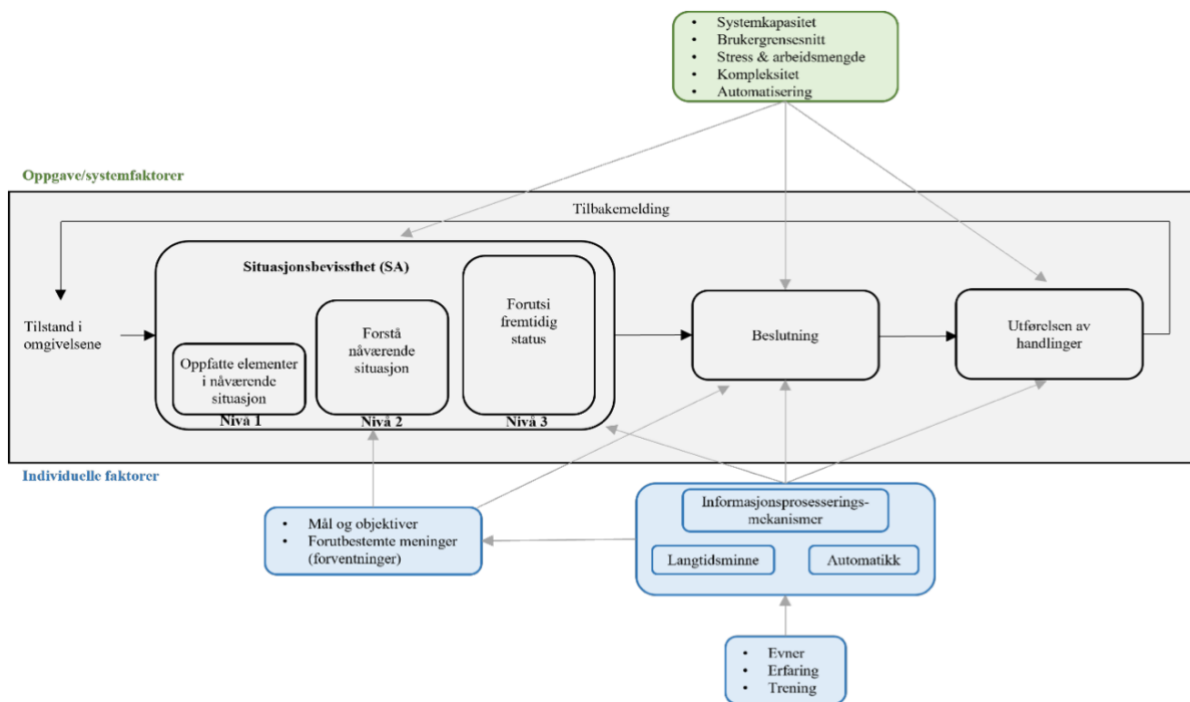 • Systemkapasitet
• Brukergrensesnitt
• Stress & arbeidsmengde
• Kompleksitet
• Automatisering
Oppgave/systemfaktorer
Tilbakemelding
Situasjonsbevissthet (SA)
Tilstand i
omgivelsene
Oppfatte elementer
i nåværende
situasjon
Nivå 1
Forstå
nåværende
situasjon
Nivå 2
Forutsi
fremtidig
status
Nivå 3
Beslutning
Utførelsen av
handlinger
Individuelle faktorer
• Mål og objektiver
• Forutbestemte meninger
(forventninger)
Informasjonsprosesserings-
mekanismer
Langtidsminne
Automatikk
• Evner
• Erfaring
• Trening